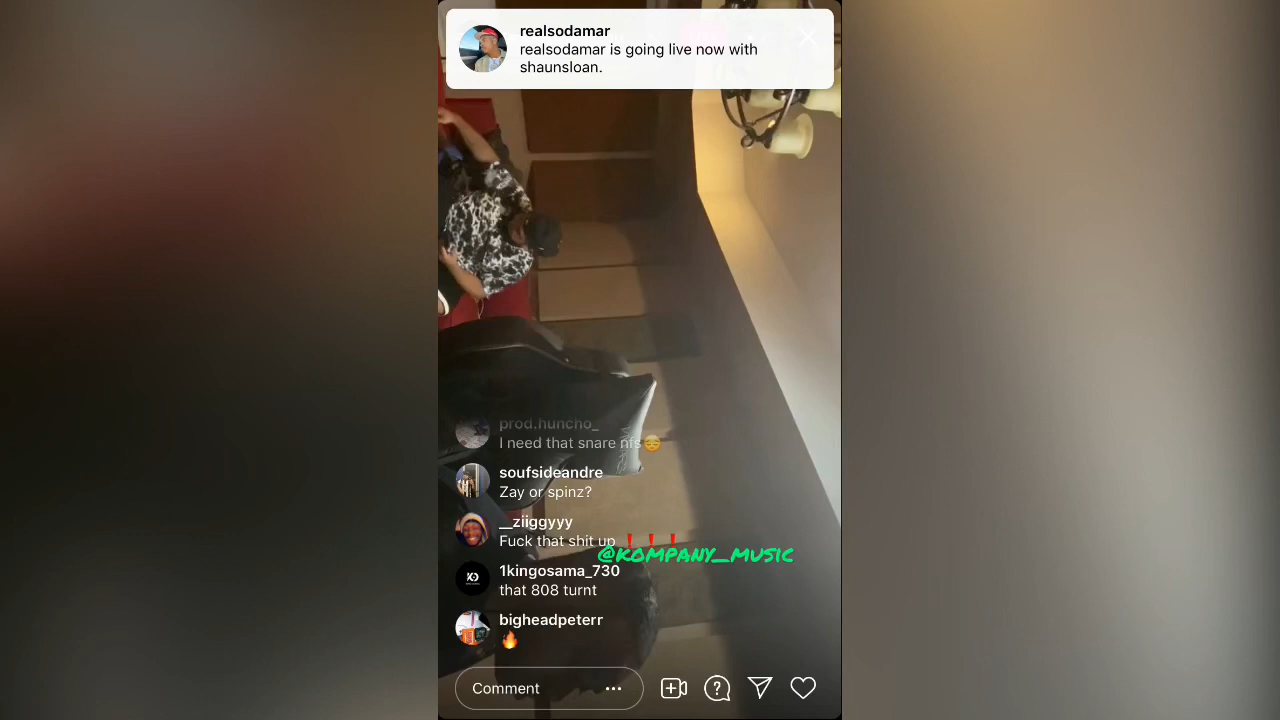 realsodamar
realsodamar is going live now with
shaunsloan.
prod.huncho_
I need that snare nfs😔
soufsideandre
Zay or spinz?
__ziiggyyy
Fuck that shit up❗❗❗
@KOMPANY_MUSIC
1kingosama_730
that 808 turnt
bigheadpeterr
🔥
Comment